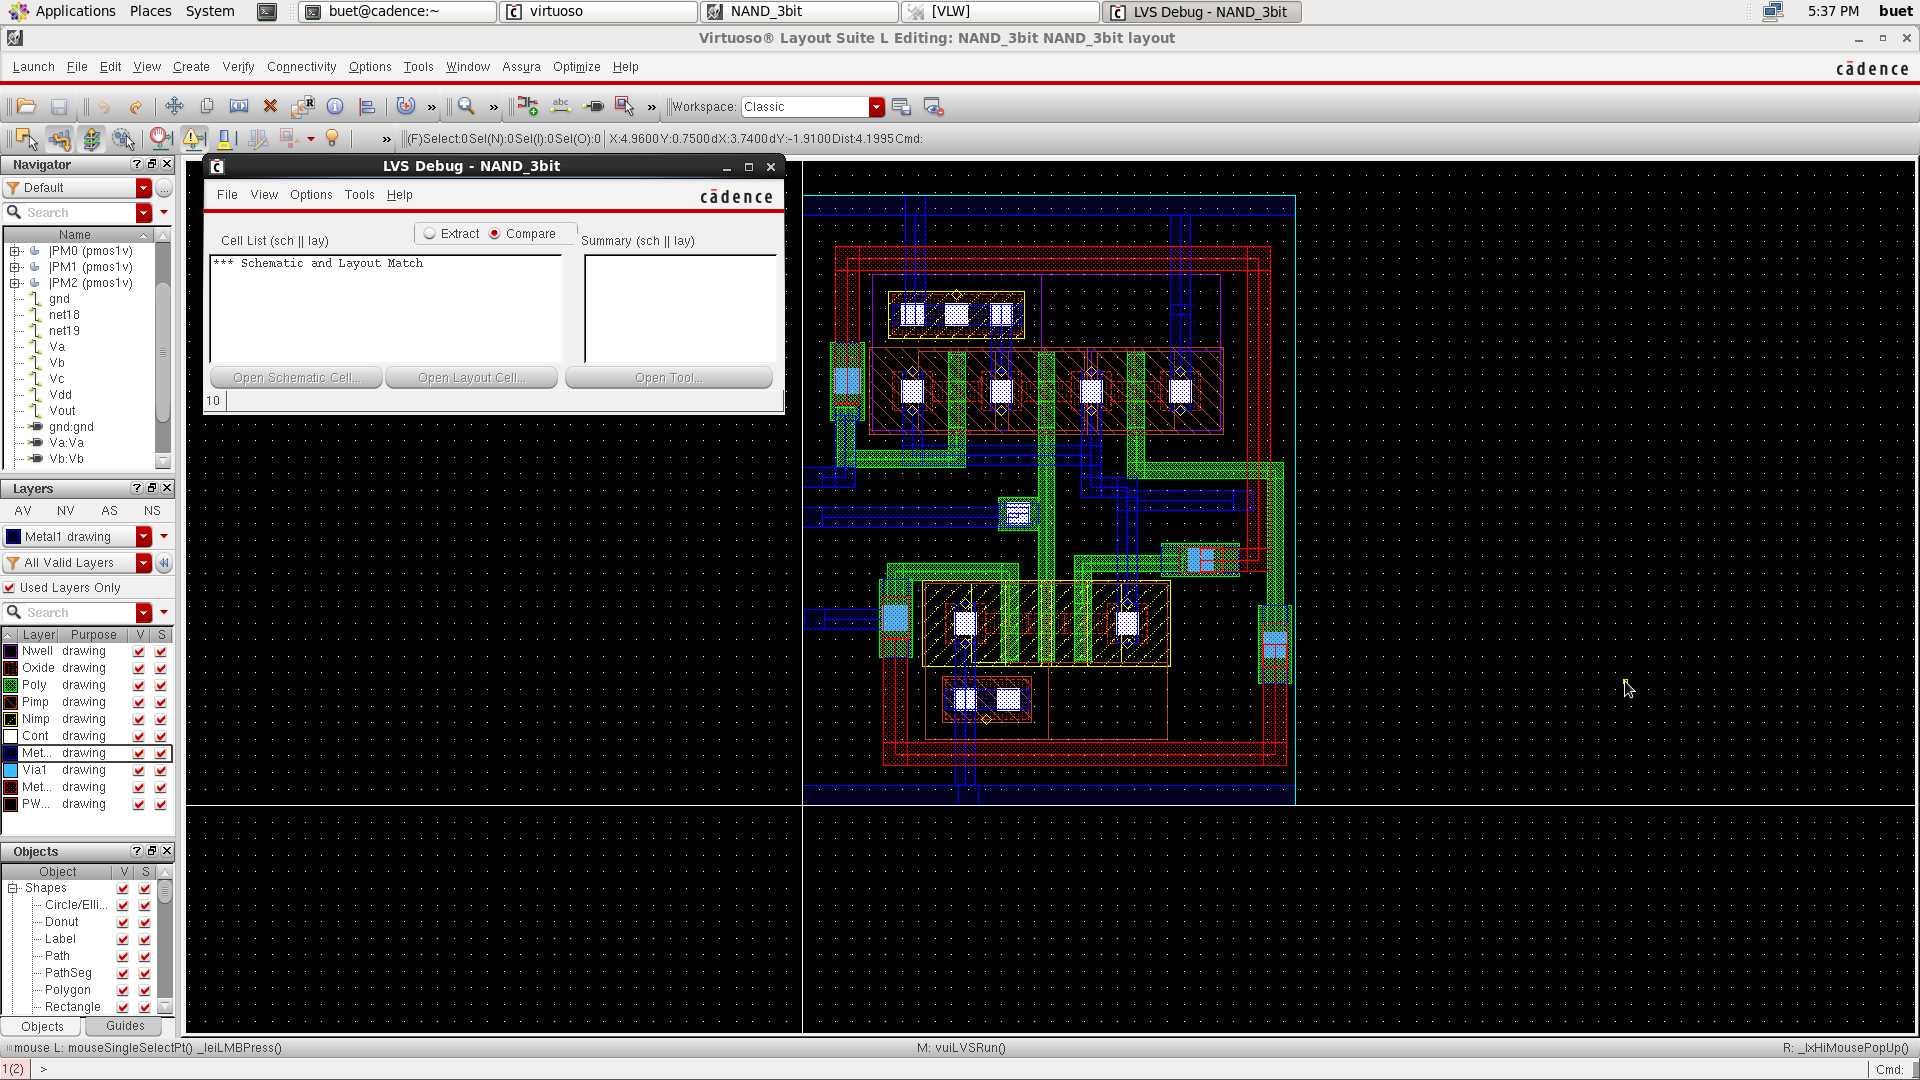 Applications Places System buet@cadence:~ virtuoso NAND_3bit [VLW] LVS Debug - NAND_3bit 5:37 PM buet
Virtuoso® Layout Suite L Editing: NAND_3bit NAND_3bit layout
Launch File Edit View Create Verify Connectivity Options Tools Window Assura Optimize Help cādence
Workspace: Classic
(F)Select:0 Sel(N):0 Sel(I):0 Sel(O):0 X:4.9600 Y:0.7500 dX:3.7400 dY:-1.9100 Dist:4.1995 Cmd:
Navigator
Default
Search
Name
|PM0 (pmos1v)
|PM1 (pmos1v)
|PM2 (pmos1v)
gnd
net18
net19
Va
Vb
Vc
Vdd
Vout
gnd:gnd
Va:Va
Vb:Vb
LVS Debug - NAND_3bit
File View Options Tools Help cādence
Extract Compare
Cell List (sch || lay) Summary (sch || lay)
*** Schematic and Layout Match
Open Schematic Cell... Open Layout Cell... Open Tool...
10
Layers
AV NV AS NS
Metal1 drawing
All Valid Layers
Used Layers Only
Search
Layer Purpose V S
Nwell drawing
Oxide drawing
Poly drawing
Pimp drawing
Nimp drawing
Cont drawing
Met... drawing
Via1 drawing
Met... drawing
PW... drawing
Objects
Object V S
Shapes
Circle/Elli...
Donut
Label
Path
PathSeg
Polygon
Rectangle
Objects Guides
mouse L: mouseSingleSelectPt() _leiLMBPress() M: vuiLVSRun() R: _lxHiMousePopUp()
1(2) > Cmd: